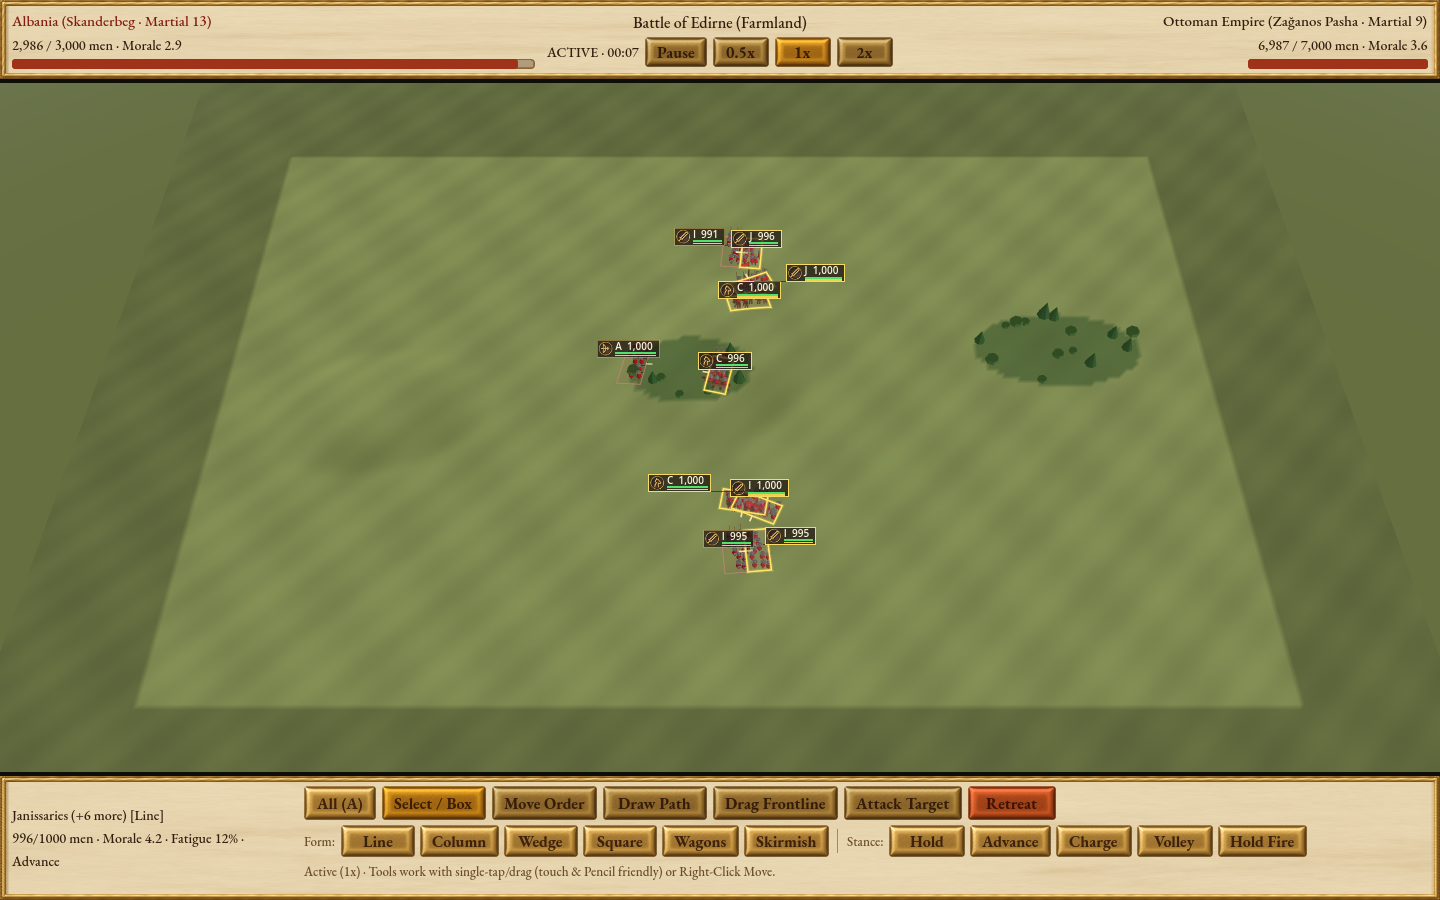 Albania (Skanderbeg · Martial 13)
2,986 / 3,000 men · Morale 2.9
Battle of Edirne (Farmland)
ACTIVE · 00:07
Pause
0.5x
1x
2x
Ottoman Empire (Zağanos Pasha · Martial 9)
6,987 / 7,000 men · Morale 3.6
I 991
J 996
J 1,000
C 1,000
A 1,000
C 996
C 1,000
I 1,000
I 995
I 995
Janissaries (+6 more) [Line]
996/1000 men · Morale 4.2 · Fatigue 12% ·
Advance
All (A)
Select / Box
Move Order
Draw Path
Drag Frontline
Attack Target
Retreat
Form:
Line
Column
Wedge
Square
Wagons
Skirmish
Stance:
Hold
Advance
Charge
Volley
Hold Fire
Active (1x) · Tools work with single-tap/drag (touch & Pencil friendly) or Right-Click Move.